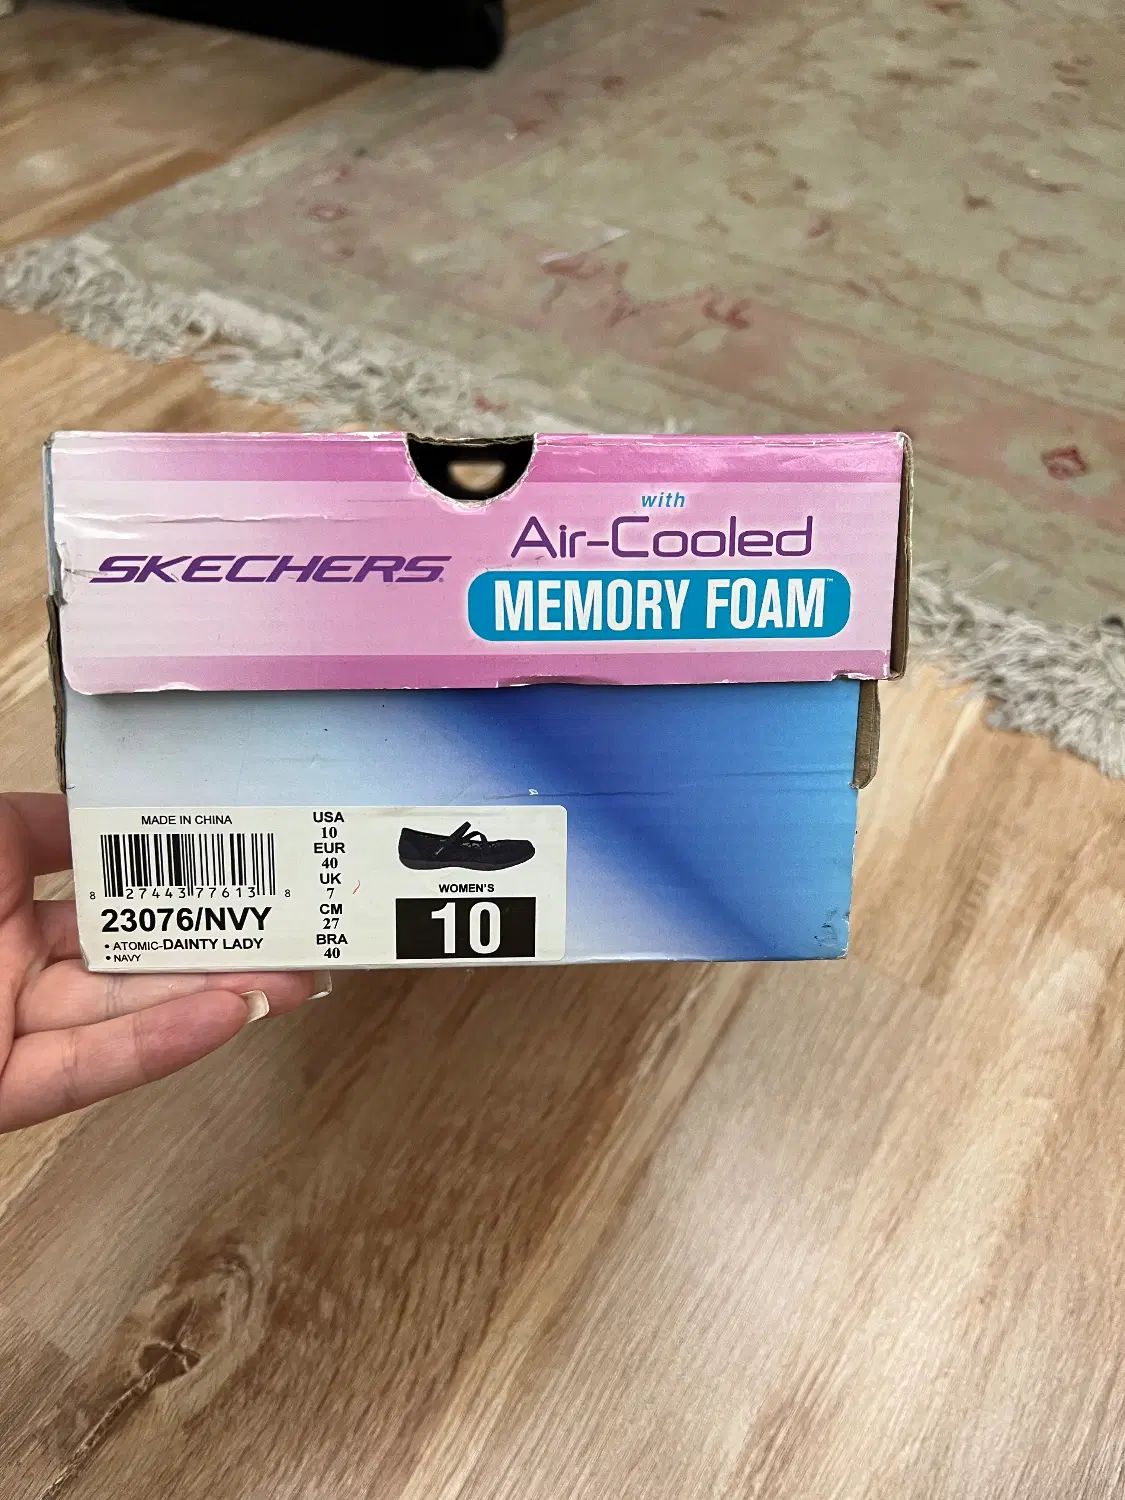 with
Air-Cooled
SKECHERS®
MEMORY FOAM™
MADE IN CHINA
8 27443 77613 8
23076/NVY
• ATOMIC-DAINTY LADY
• NAVY
USA
10
EUR
40
UK
7
CM
27
BRA
40
WOMEN'S
10